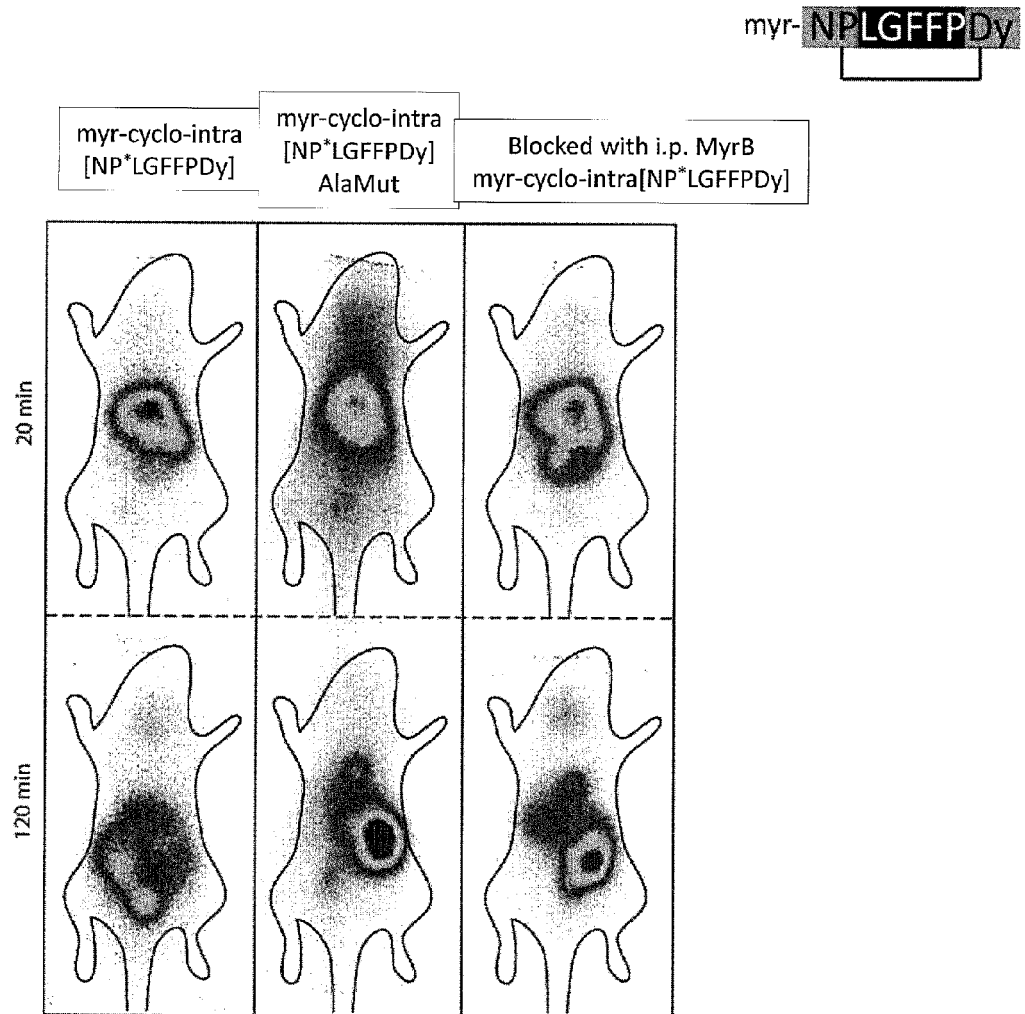 myr-NPLGFFPDy
myr-cyclo-intra
[NP*LGFFPDy]
myr-cyclo-intra
[NP*LGFFPDy]
AlaMut
Blocked with i.p. MyrB
myr-cyclo-intra[NP*LGFFPDy]
20 min
120 min